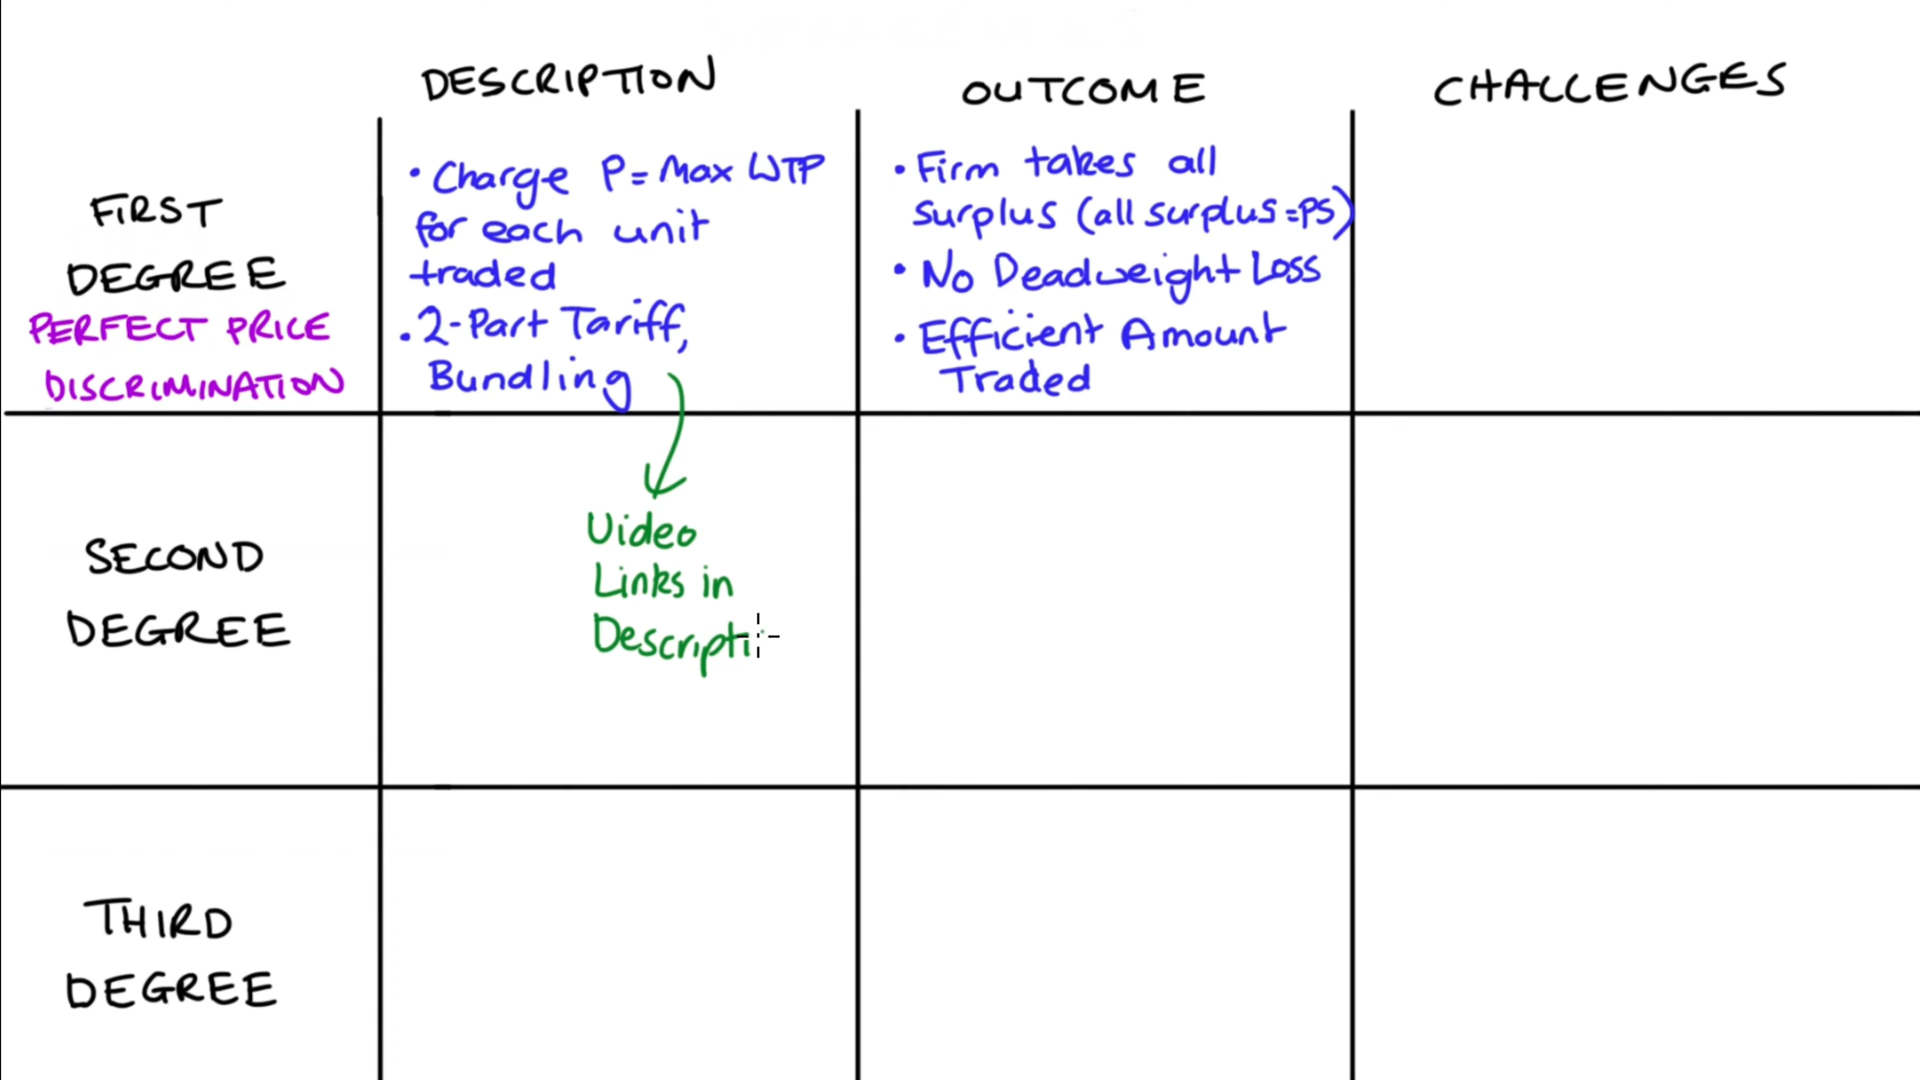 DESCRIPTION
OUTCOME
CHALLENGES
FIRST
DEGREE
PERFECT PRICE
DISCRIMINATION
• Charge P = Max WTP
for each unit
traded
• 2-Part Tariff,
Bundling
• Firm takes all
surplus (all surplus = PS)
• No Deadweight Loss
• Efficient Amount
Traded
SECOND
DEGREE
Video
Links in
Descripti
THIRD
DEGREE